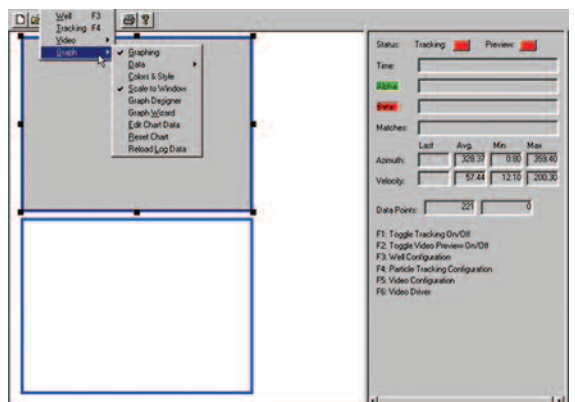 Well F3
Tracking F4
Video
Graph
Graphing
Data
Colors & Style
Scale to Window
Graph Designer
Graph Wizard
Edit Chart Data
Reset Chart
Reload Log Data
Status: Tracking: Preview:
Time:
Alpha:
Beta:
Matches:
Last Avg. Min Max
Azimuth: 328.37 0.80 359.40
Velocity: 57.44 12.10 200.30
Data Points: 221 0
F1: Toggle Tracking On/Off
F2: Toggle Video Preview On/Off
F3: Well Configuration
F4: Particle Tracking Configuration
F5: Video Configuration
F6: Video Driver